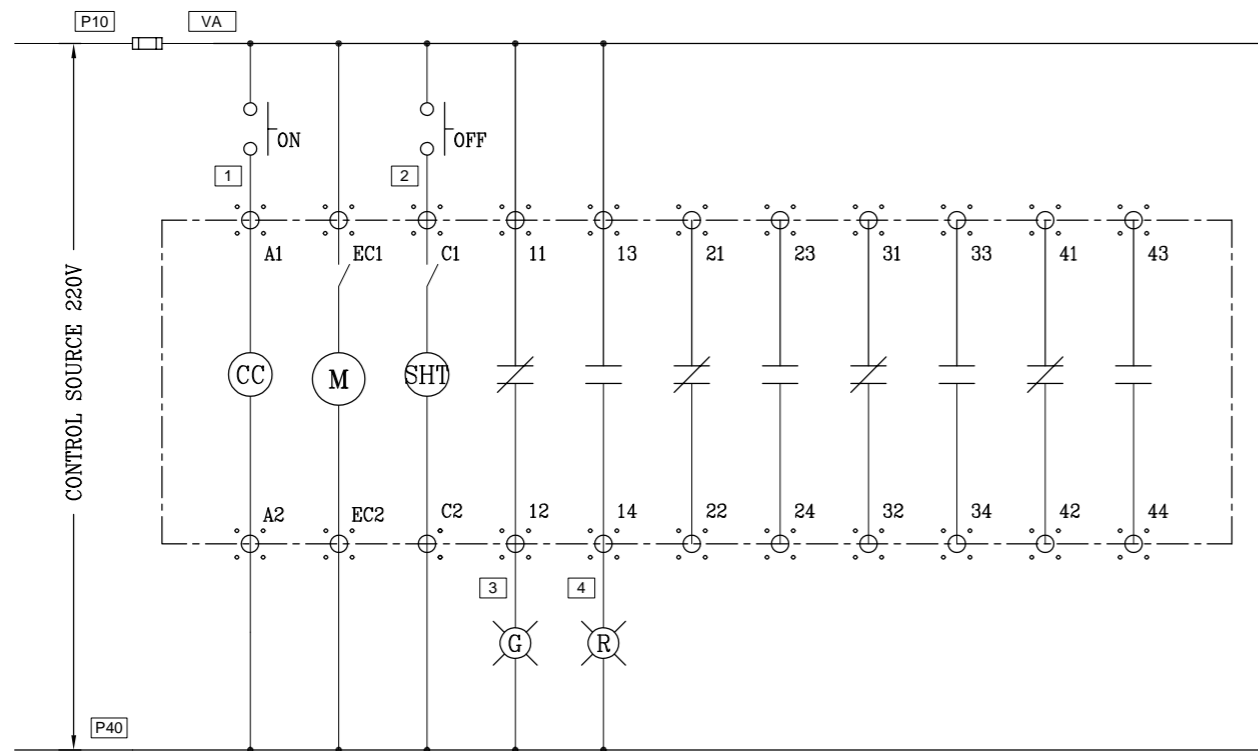 P10 VA
ON OFF
1 2
A1 EC1 C1 11 13 21 23 31 33 41 43
CONTROL SOURCE 220V
CC M SHT
A2 EC2 C2 12 14 22 24 32 34 42 44
3 4
G R
P40